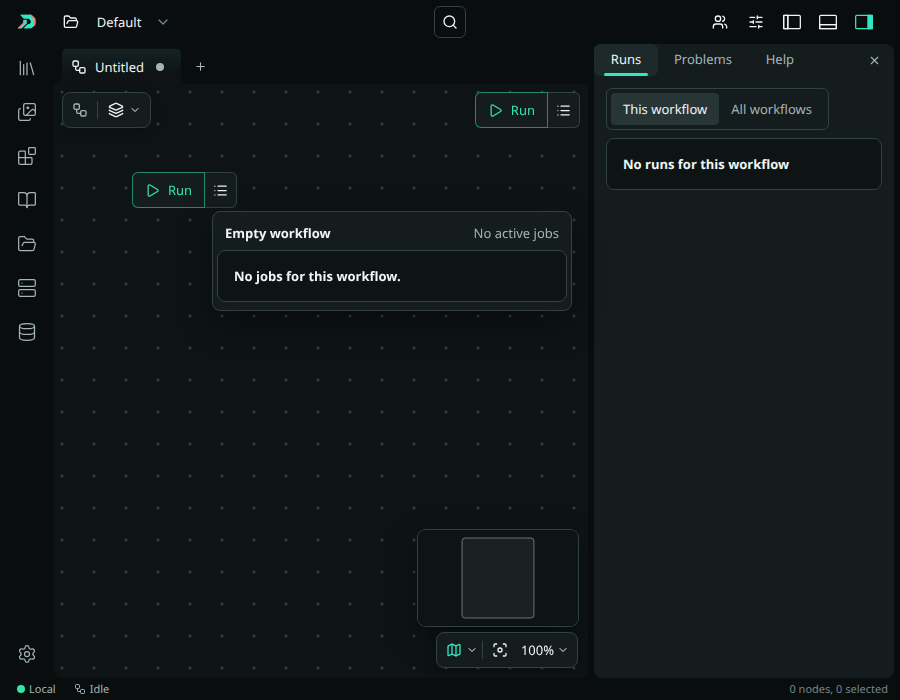 Default
Untitled
Runs
Problems
Help
This workflow
All workflows
Run
No runs for this workflow
Run
Empty workflow
No active jobs
No jobs for this workflow.
100%
Local
Idle
0 nodes, 0 selected